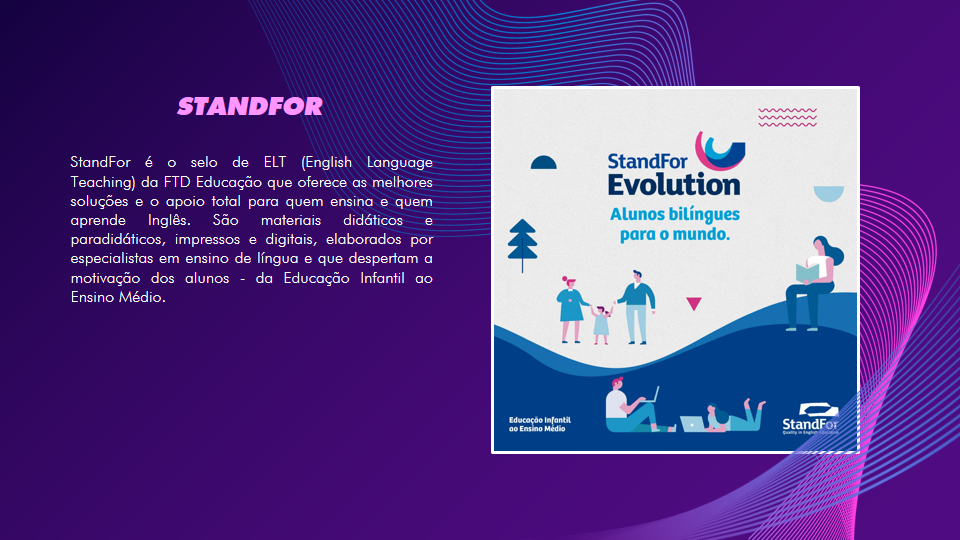 STANDFOR
StandFor é o selo de ELT (English Language
Teaching) da FTD Educação que oferece as melhores
soluções e o apoio total para quem ensina e quem
aprende Inglês. São materiais didáticos e
paradidáticos, impressos e digitais, elaborados por
especialistas em ensino de língua e que despertam a
motivação dos alunos - da Educação Infantil ao
Ensino Médio.
StandFor
Evolution
Alunos bilíngues
para o mundo.
Educação Infantil
ao Ensino Médio
StandFor
Quality in English